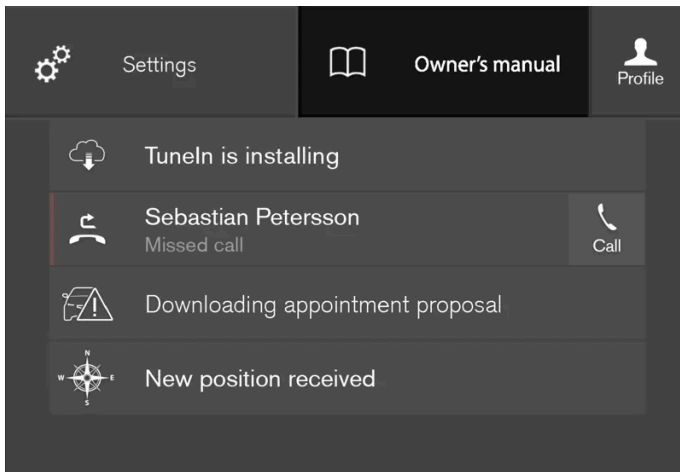 Settings
Owner's manual
Profile
TuneIn is installing
Sebastian Petersson
Missed call
Call
Downloading appointment proposal
N
W
E
S
New position received